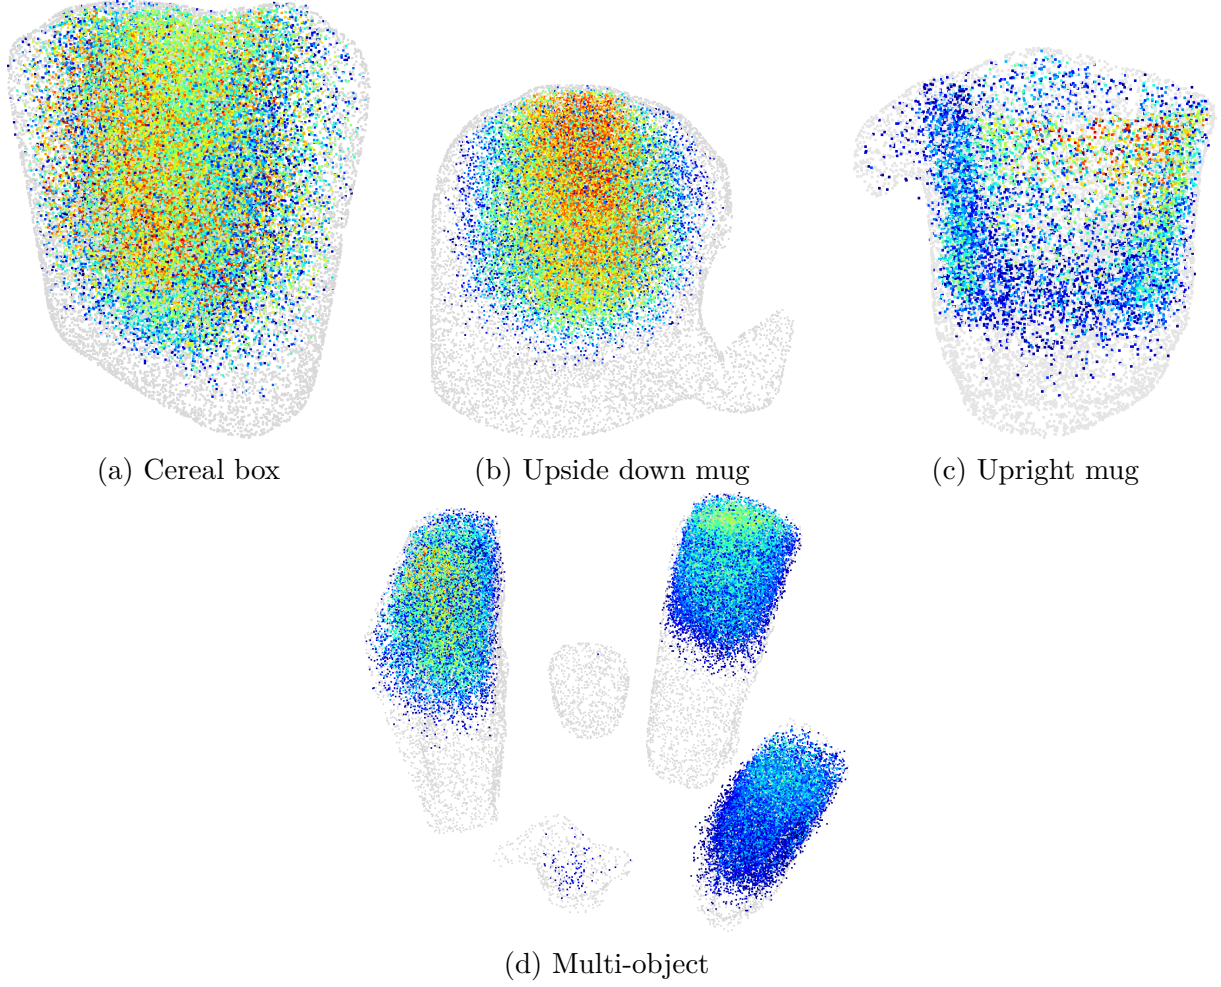 (a) Cereal box
(b) Upside down mug
(c) Upright mug
(d) Multi-object